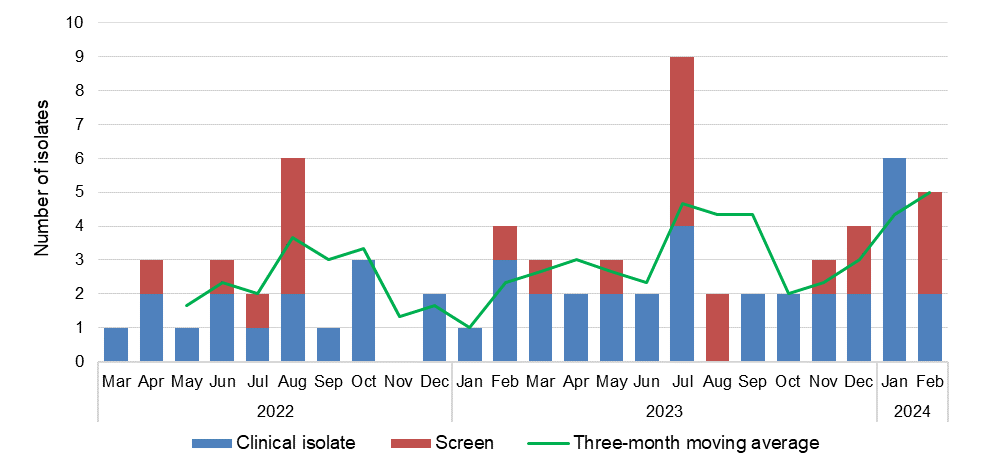 10
9
8
7
6
5
4
3
2
1
0
Number of isolates
Mar Apr May Jun Jul Aug Sep Oct Nov Dec Jan Feb Mar Apr May Jun Jul Aug Sep Oct Nov Dec Jan Feb
2022 2023 2024
Clinical isolate Screen Three-month moving average